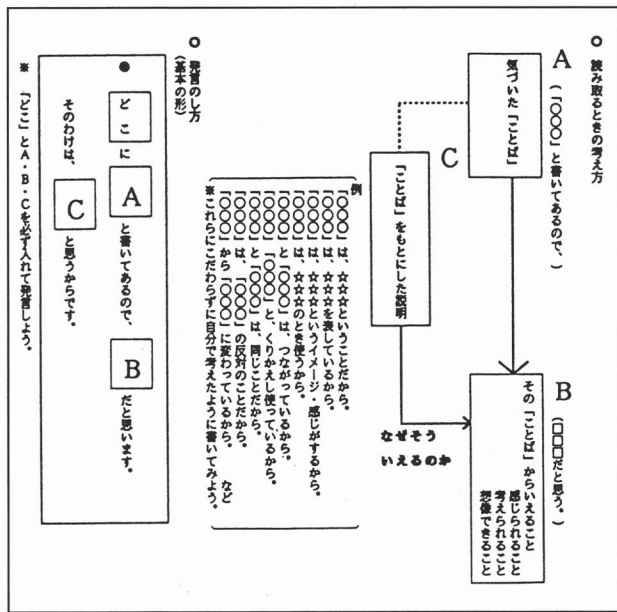 ○ 読み取るときの考え方
A
(「○○○」と書いてあるので、)
気づいた「ことば」
C
「ことば」をもとにした説明
B
(□□□だと思う。)
その「ことば」からいえること
感じられること
考えられること
想像できること
なぜそう
いえるのか
例
「○○○」は、☆☆☆ということだから。
「○○○」は、☆☆☆を表しているから。
「○○○」は、☆☆☆というイメージ・感じがするから。
「○○○」は、☆☆☆のとき使うから。
「○○○」と「○○○」は、つながっているから。
「○○○」「○○○」と、くりかえし使っているから。
「○○○」と「○○○」は、同じことだから。
「○○○」は、「○○○」の反対のことだから。
「○○○」から「○○○」に変わっているから。 など
※これらにこだわらずに自分で考えたように書いてみよう。
○ 発言のし方
(基本の形)
● どこ に A と書いてあるので、 B だと思います。
そのわけは、 C と思うからです。
※ 「どこ」とA・B・Cを必ず入れて発言しよう。